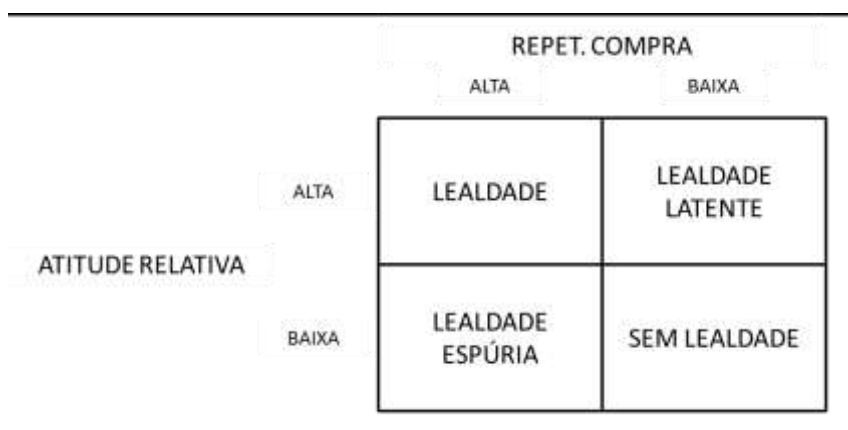 REPET. COMPRA
ALTA BAIXA
ALTA LEALDADE LEALDADE
LATENTE
ATITUDE RELATIVA
BAIXA LEALDADE
ESPÚRIA SEM LEALDADE